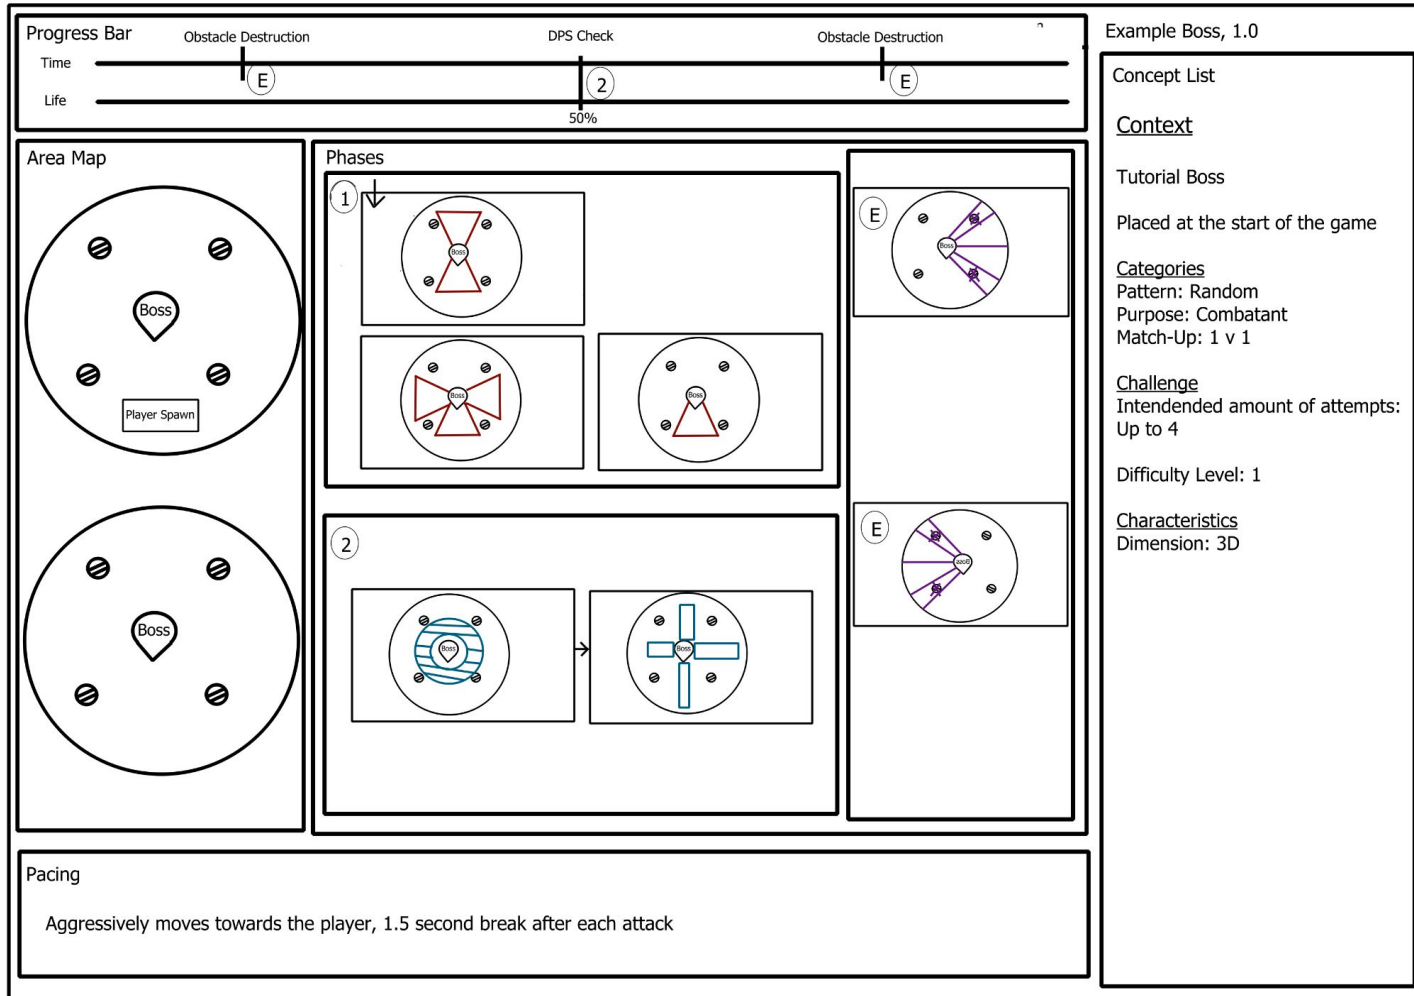 Progress Bar
Obstacle Destruction
DPS Check
Obstacle Destruction
Time
E
2
E
Life
50%
Example Boss, 1.0
Concept List
Context
Tutorial Boss
Placed at the start of the game
Categories
Pattern: Random
Purpose: Combatant
Match-Up: 1 v 1
Challenge
Intendended amount of attempts:
Up to 4
Difficulty Level: 1
Characteristics
Dimension: 3D
Area Map
Boss
Player Spawn
Boss
Phases
1
Boss
Boss
Boss
2
Boss
Boss
E
Boss
E
Boss
Pacing
Aggressively moves towards the player, 1.5 second break after each attack